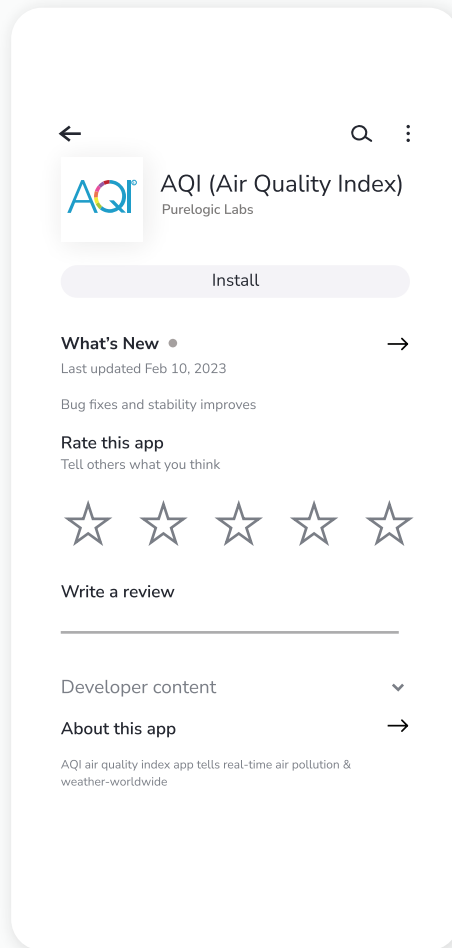 AQI
AQI (Air Quality Index)
Purelogic Labs
Install
What's New
Last updated Feb 10, 2023
Bug fixes and stability improves
Rate this app
Tell others what you think
Write a review
Developer content
About this app
AQI air quality index app tells real-time air pollution &
weather-worldwide